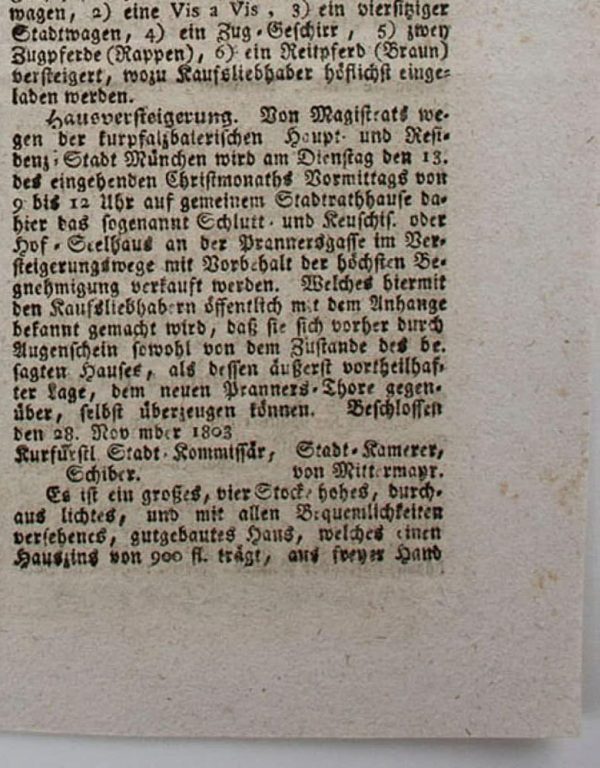 wagen, 2) eine Vis a Vis, 3) ein viersitziger
Stadtwagen, 4) ein Zug-Geschirr, 5) zwey
Zugpferde (Rappen), 6) ein Reitpferd (Braun)
versteigert, wozu Kaufsliebhaber höflichst einge-
laden werden.
Hausversteigerung. Von Magistrats we-
gen der kurpfalzbaierischen Haupt- und Resi-
denz-Stadt München wird am Dienstag den 13.
des eingehenden Christmonaths Vormittags von
9 bis 12 Uhr auf gemeinem Stadtrathhause da-
hier das sogenannt Schlutt- und Keuschis. oder
Hof-Stelhaus an der Prannersgasse im Ver-
steigerungswege mit Vorbehalt der höchsten Be-
gnehmigung verkauft werden. Welches hiermit
den Kaufsliebhabern öffentlich mit dem Anhange
bekannt gemacht wird, daß sie sich vorher durch
Augenschein sowohl von dem Zustande des be-
sagten Hauses, als dessen äußerst vortheilhaf-
ter Lage, dem neuen Pranners-Thore gegen-
über, selbst überzeugen können. Beschlossen
den 28. November 1803
Kurfürstl Stadt-Kommissär, Stadt-Kamerer,
Schiber. von Mittermayr.
Es ist ein großes, vier Stocke hohes, durch-
aus lichtes, und mit allen Bequemlichkeiten
versehenes, gutgebautes Haus, welches einen
Hauszins von 900 fl. trägt, aus freyer Hand